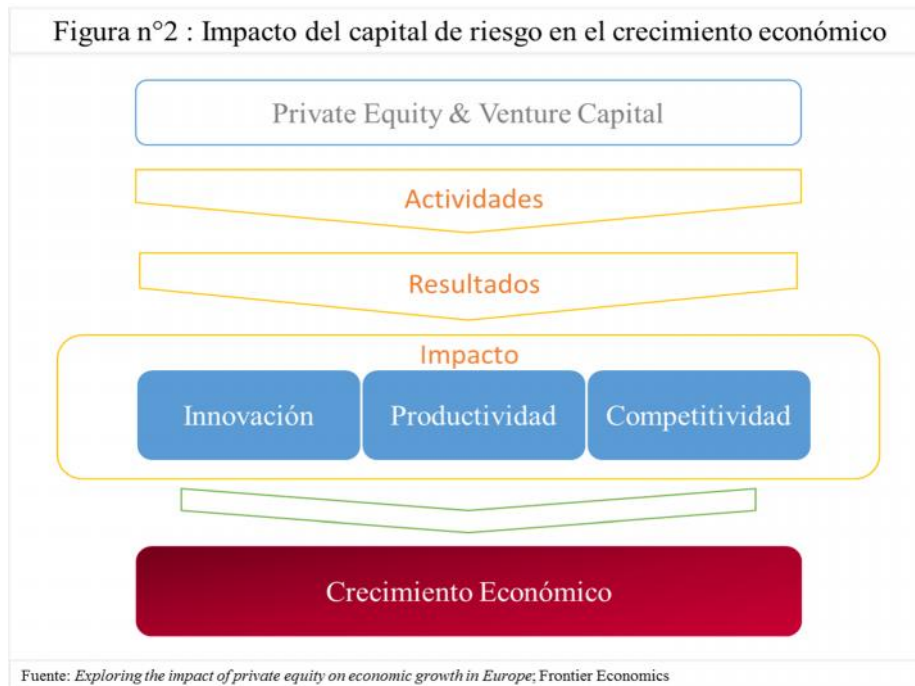 Figura n°2 : Impacto del capital de riesgo en el crecimiento económico
Private Equity & Venture Capital
Actividades
Resultados
Impacto
Innovación
Productividad
Competitividad
Crecimiento Económico
Fuente: Exploring the impact of private equity on economic growth in Europe; Frontier Economics